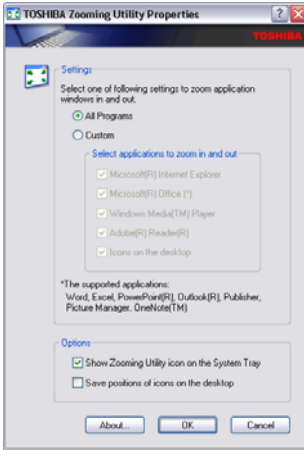 TOSHIBA Zooming Utility Properties
TOSHIBA
Settings
Select one of following settings to zoom application
windows in and out.
All Programs
Custom
Select applications to zoom in and out
Microsoft(R) Internet Explorer
Microsoft(R) Office (*)
Windows Media(TM) Player
Adobe(R) Reader(R)
Icons on the desktop
*The supported applications:
Word, Excel, PowerPoint(R), Outlook(R), Publisher,
Picture Manager, OneNote(TM)
Options
Show Zooming Utility icon on the System Tray
Save positions of icons on the desktop
About...
OK
Cancel